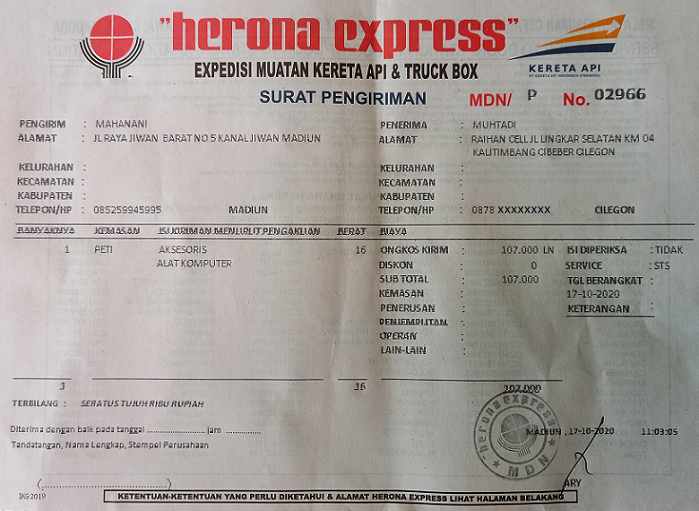 "herona express"
KERETA API
PT KERETA API INDONESIA (PERSERO)
EXPEDISI MUATAN KERETA API & TRUCK BOX
SURAT PENGIRIMAN MDN/ P No. 02966
PENGIRIM : MAHANANI PENERIMA : MUHTADI
ALAMAT : JL RAYA JIWAN BARAT NO 5 KANAL JIWAN MADIUN ALAMAT : RAIHAN CELL JL LINGKAR SELATAN KM 04
KALITIMBANG CIBEBER CILEGON
KELURAHAN : KELURAHAN :
KECAMATAN : KECAMATAN :
KABUPATEN : KABUPATEN :
TELEPON/HP : 085259945995 MADIUN TELEPON/HP : 0878 XXXXXXXX CILEGON
BANYAKNYA KEMASAN ISI KIRIMAN MENURUT PENGAKUAN BERAT BIAYA
1 PETI AKSESORIS 16 ONGKOS KIRIM : 107.000 LN ISI DIPERIKSA : TIDAK
ALAT KOMPUTER DISKON : 0 SERVICE : STS
SUB TOTAL : 107.000 TGL BERANGKAT :
KEMASAN : 17-10-2020
PENERUSAN : KETERANGAN :
PENJEMPUTAN :
OPERAN :
LAIN-LAIN :
1 16 107.000
TERBILANG : SERATUS TUJUH RIBU RUPIAH
"herona express"
MDN
Diterima dengan baik pada tanggal ........................ jam ..............
MADIUN , 17-10-2020 11:03:05
Tandatangan, Nama Lengkap, Stempel Perusahaan
(........................................) ARY
IKG 2019 KETENTUAN-KETENTUAN YANG PERLU DIKETAHUI & ALAMAT HERONA EXPRESS LIHAT HALAMAN BELAKANG